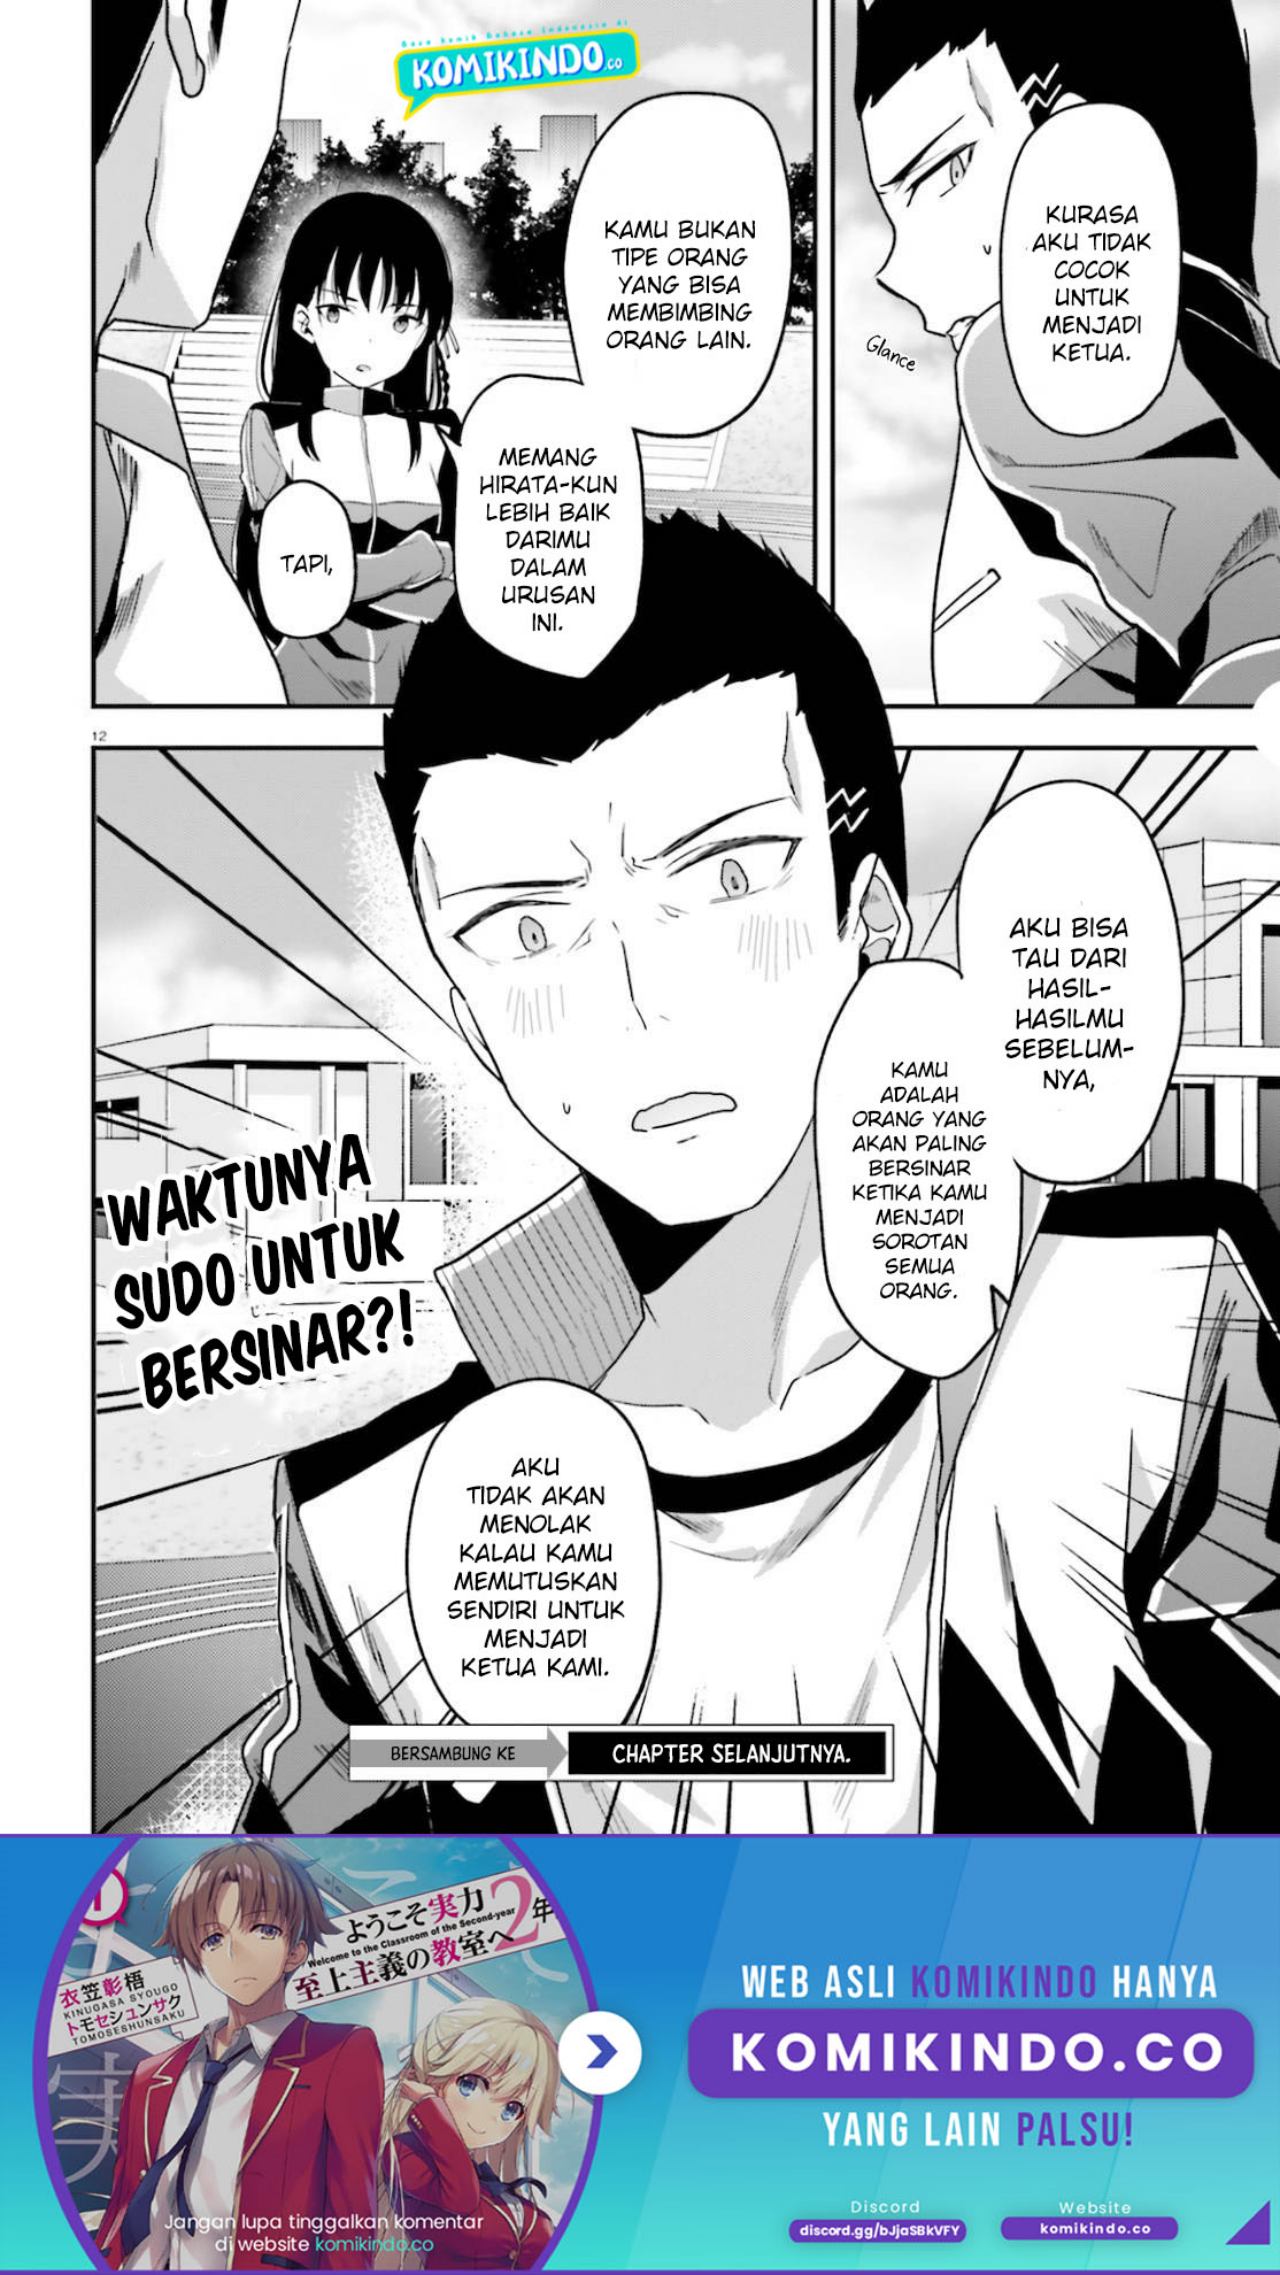 Baca komik Bahasa Indonesia di
KOMIKINDO.co
KURASA
AKU TIDAK
COCOK
UNTUK
MENJADI
KETUA.
Glance
KAMU BUKAN
TIPE ORANG
YANG BISA
MEMBIMBING
ORANG LAIN.
MEMANG
HIRATA-KUN
LEBIH BAIK
DARIMU
DALAM
URUSAN
INI.
TAPI,
12
AKU BISA
TAU DARI
HASIL-
HASILMU
SEBELUM-
NYA,
KAMU
ADALAH
ORANG YANG
AKAN PALING
BERSINAR
KETIKA KAMU
MENJADI
SOROTAN
SEMUA
ORANG.
WAKTUNYA
SUDO UNTUK
BERSINAR?!
AKU
TIDAK AKAN
MENOLAK
KALAU KAMU
MEMUTUSKAN
SENDIRI UNTUK
MENJADI
KETUA KAMI.
BERSAMBUNG KE
CHAPTER SELANJUTNYA.
1
ようこそ実力
Welcome to the Classroom of the Second-year
至上主義の教室へ
2年
衣笠彰梧
KINUGASA SYOUGO
トモセシュンサク
TOMOSESHUNSAKU
実
Jangan lupa tinggalkan komentar
di website komikindo.co
WEB ASLI KOMIKINDO HANYA
KOMIKINDO.CO
YANG LAIN PALSU!
Discord
discord.gg/bJjaSBkVFY
Website
komikindo.co